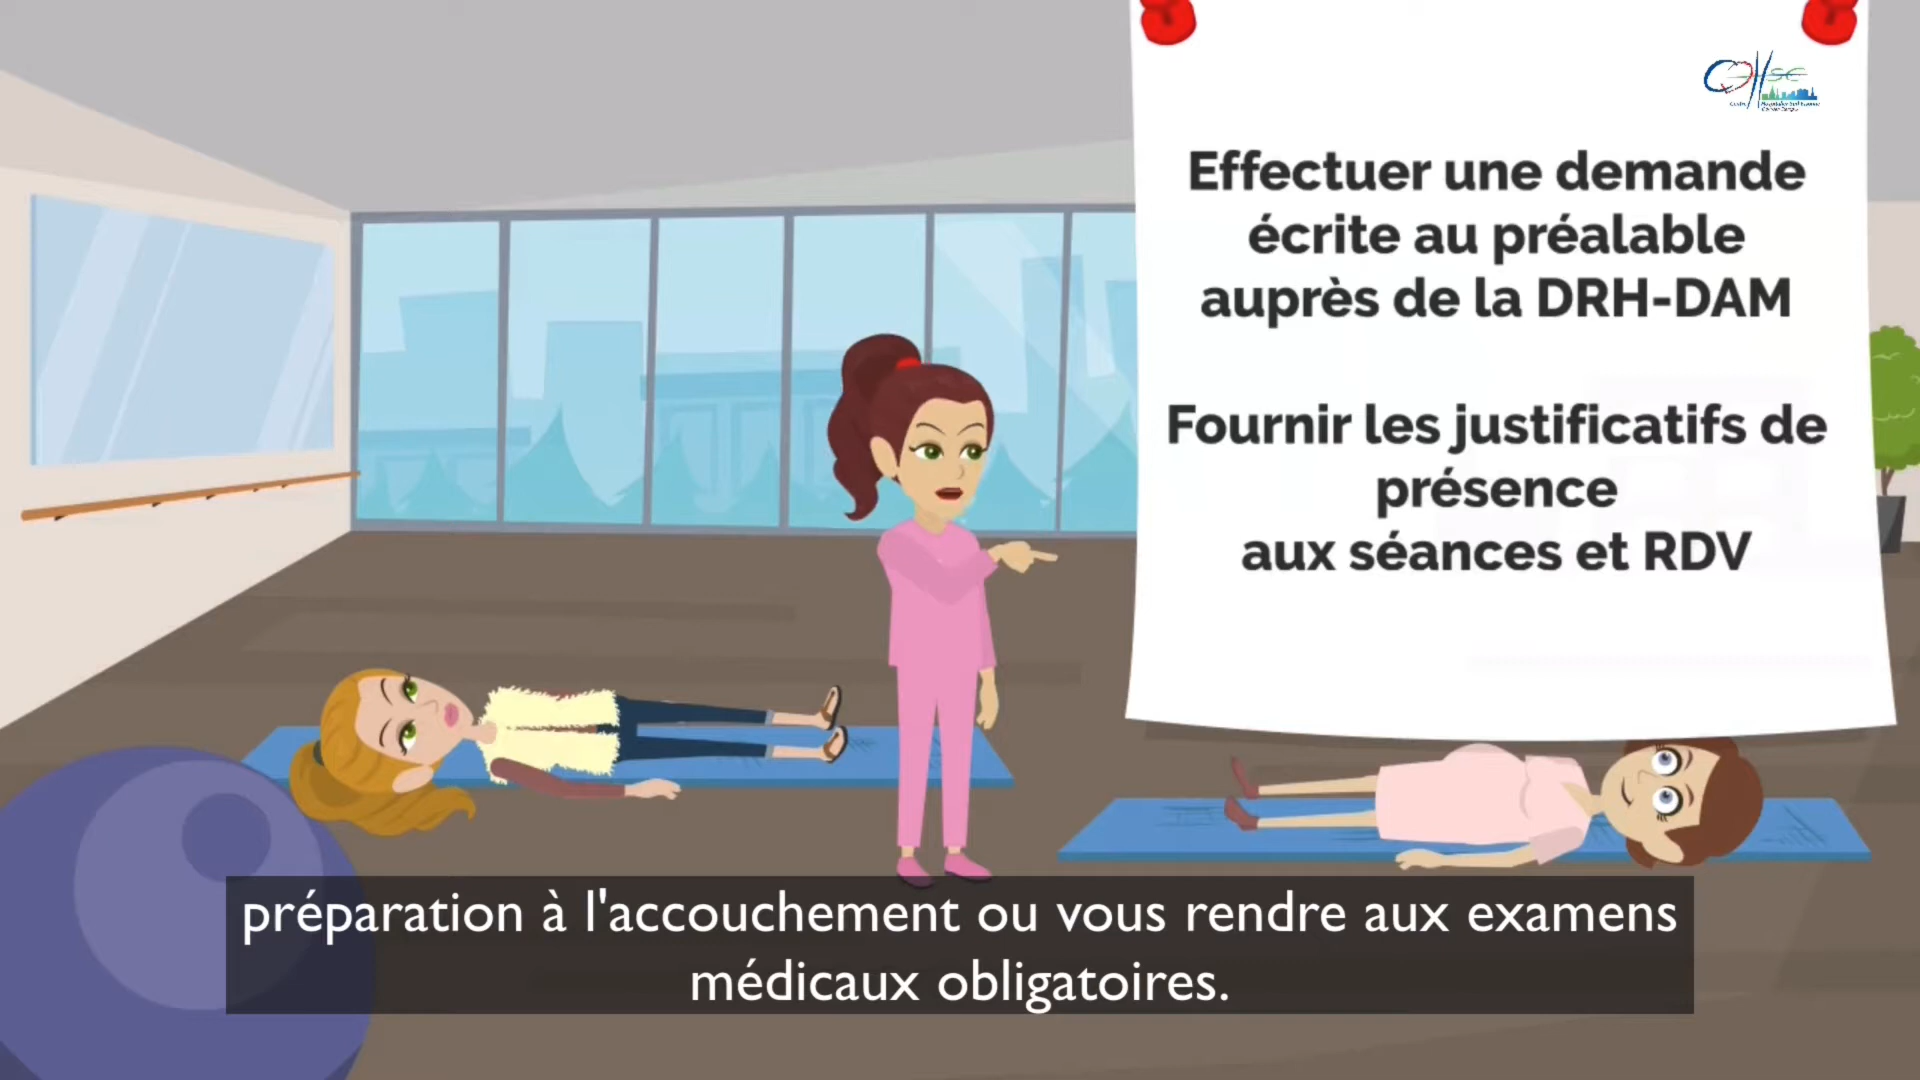 Effectuer une demande
écrite au préalable
auprès de la DRH-DAM
Fournir les justificatifs de
présence
aux séances et RDV
préparation à l'accouchement ou vous rendre aux examens
médicaux obligatoires.